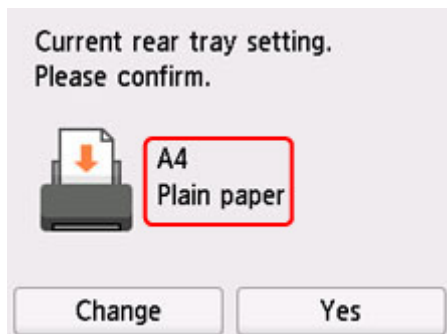 Current rear tray setting.
Please confirm.
A4
Plain paper
Change
Yes